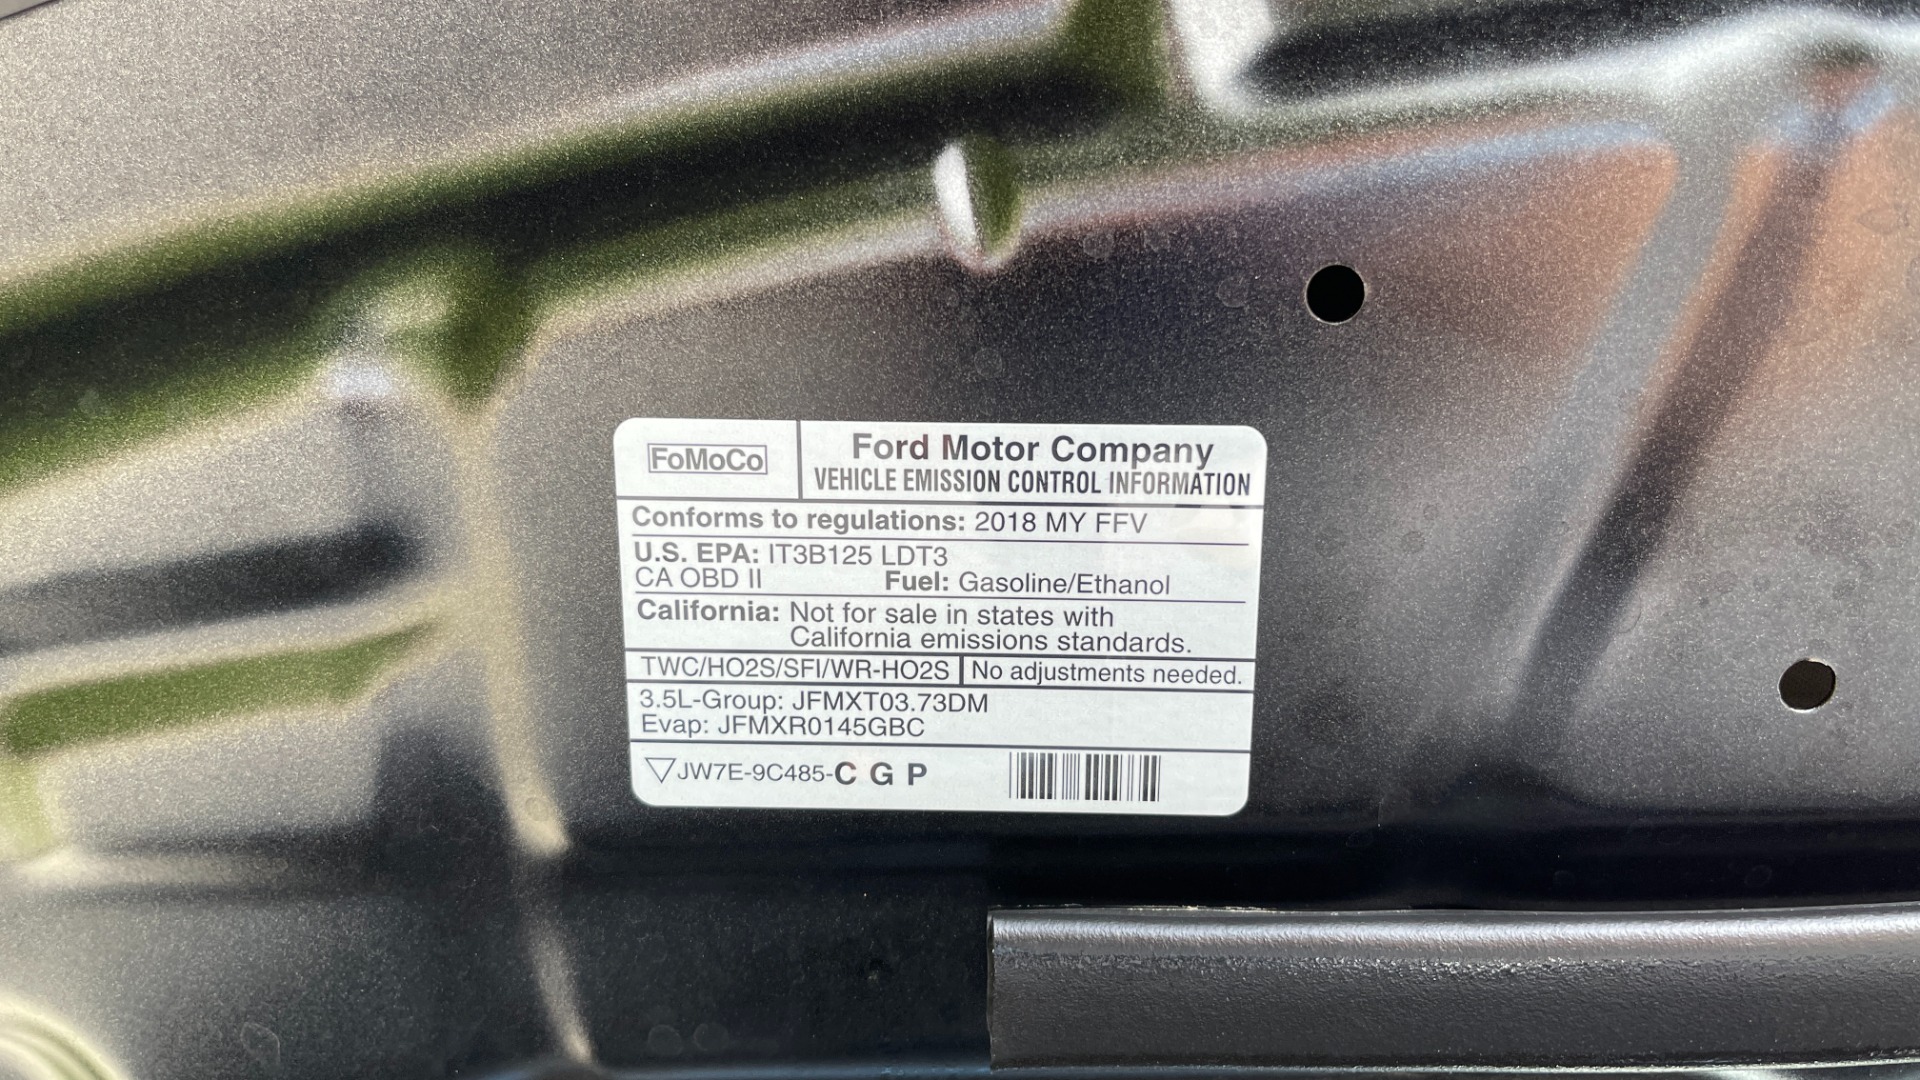 FoMoCo
Ford Motor Company
VEHICLE EMISSION CONTROL INFORMATION
Conforms to regulations: 2018 MY FFV
U.S. EPA: IT3B125 LDT3
CA OBD II Fuel: Gasoline/Ethanol
California: Not for sale in states with
California emissions standards.
TWC/HO2S/SFI/WR-HO2S No adjustments needed.
3.5L-Group: JFMXT03.73DM
Evap: JFMXR0145GBC
JW7E-9C485-C G P